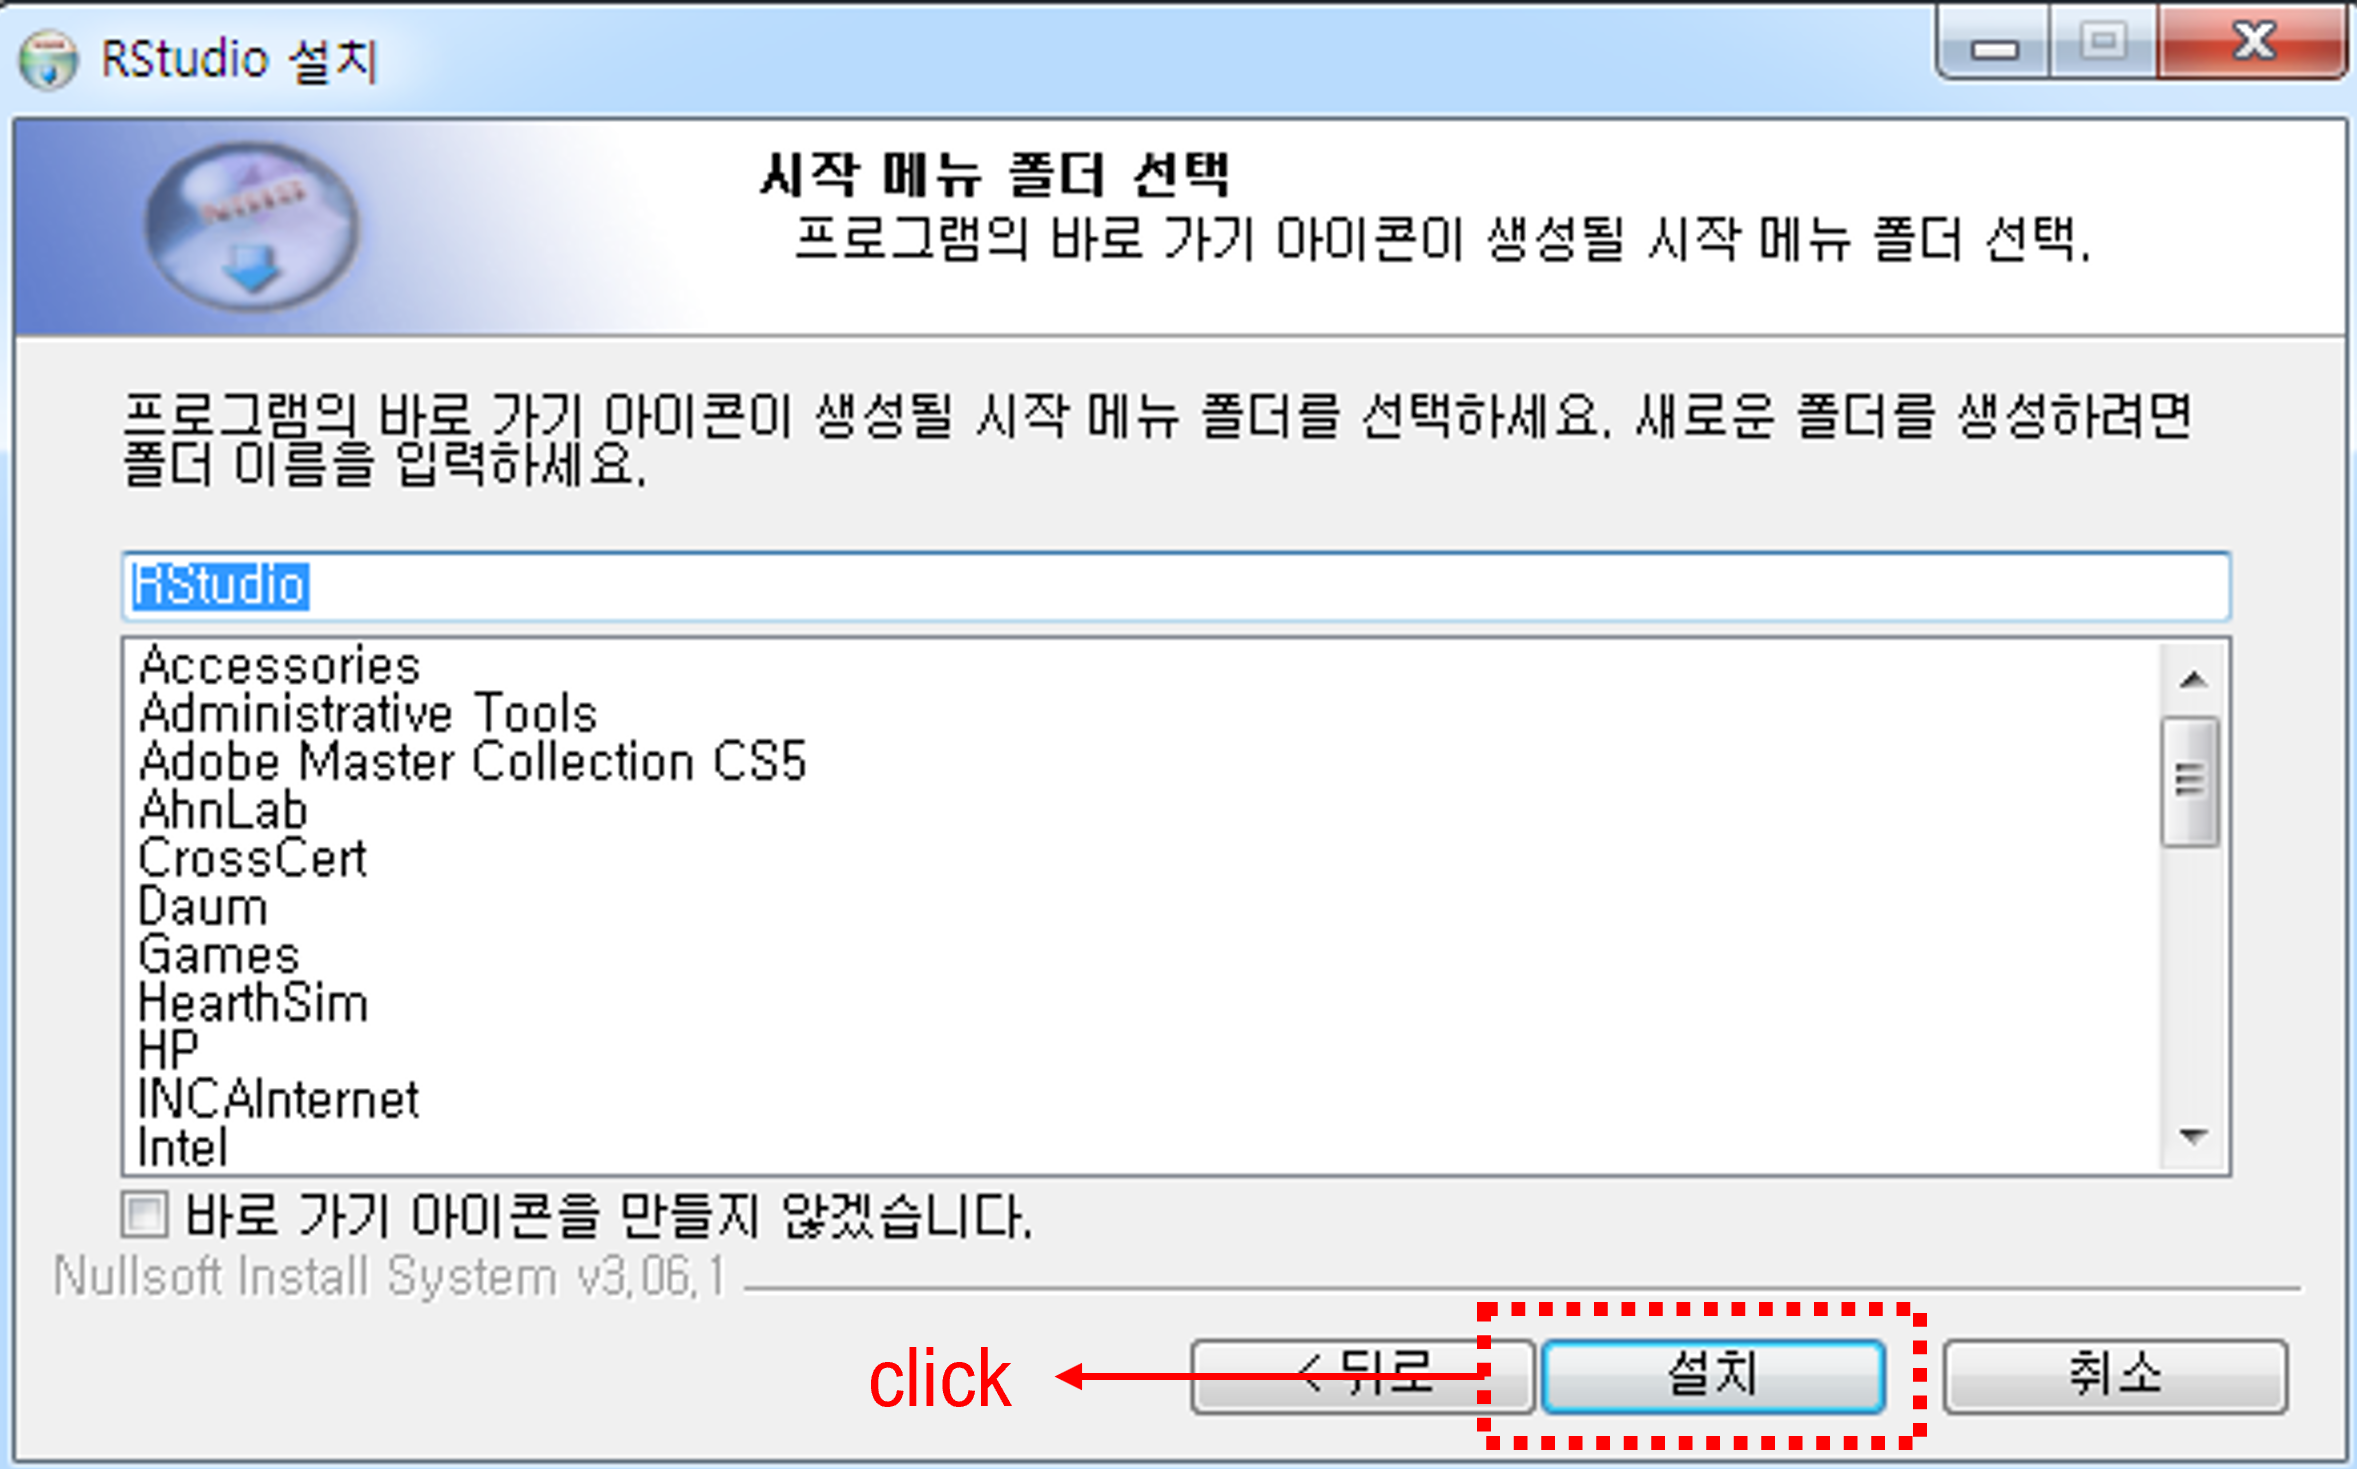 RStudio 설치
시작 메뉴 폴더 선택
프로그램의 바로 가기 아이콘이 생성될 시작 메뉴 폴더 선택.
프로그램의 바로 가기 아이콘이 생성될 시작 메뉴 폴더를 선택하세요. 새로운 폴더를 생성하려면
폴더 이름을 입력하세요.
RStudio
Accessories
Administrative Tools
Adobe Master Collection CS5
AhnLab
CrossCert
Daum
Games
HearthSim
HP
INCAInternet
Intel
바로 가기 아이콘을 만들지 않겠습니다.
Nullsoft Install System v3.06.1
click < 뒤로 설치 취소